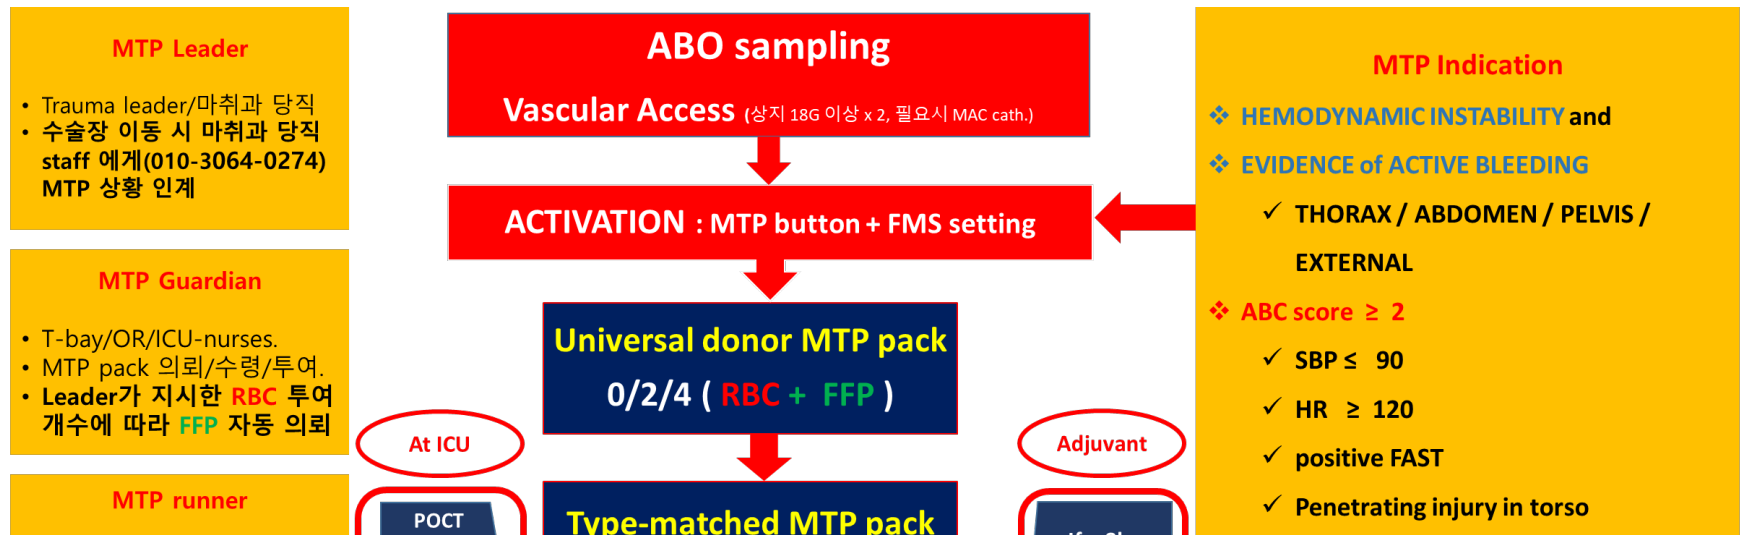 MTP Leader
• Trauma leader/마취과 당직
• 수술장 이동 시 마취과 당직
staff 에게(010-3064-0274)
MTP 상황 인계
MTP Guardian
• T-bay/OR/ICU-nurses.
• MTP pack 의뢰/수령/투여.
• Leader가 지시한 RBC 투여
개수에 따라 FFP 자동 의뢰
MTP runner
ABO sampling
Vascular Access (상지 18G 이상 x 2, 필요시 MAC cath.)
ACTIVATION : MTP button + FMS setting
Universal donor MTP pack
0/2/4 ( RBC + FFP )
At ICU
POCT
Type-matched MTP pack
Adjuvant
MTP Indication
❖ HEMODYNAMIC INSTABILITY and
❖ EVIDENCE of ACTIVE BLEEDING
✓ THORAX / ABDOMEN / PELVIS /
EXTERNAL
❖ ABC score ≥ 2
✓ SBP ≤ 90
✓ HR ≥ 120
✓ positive FAST
✓ Penetrating injury in torso